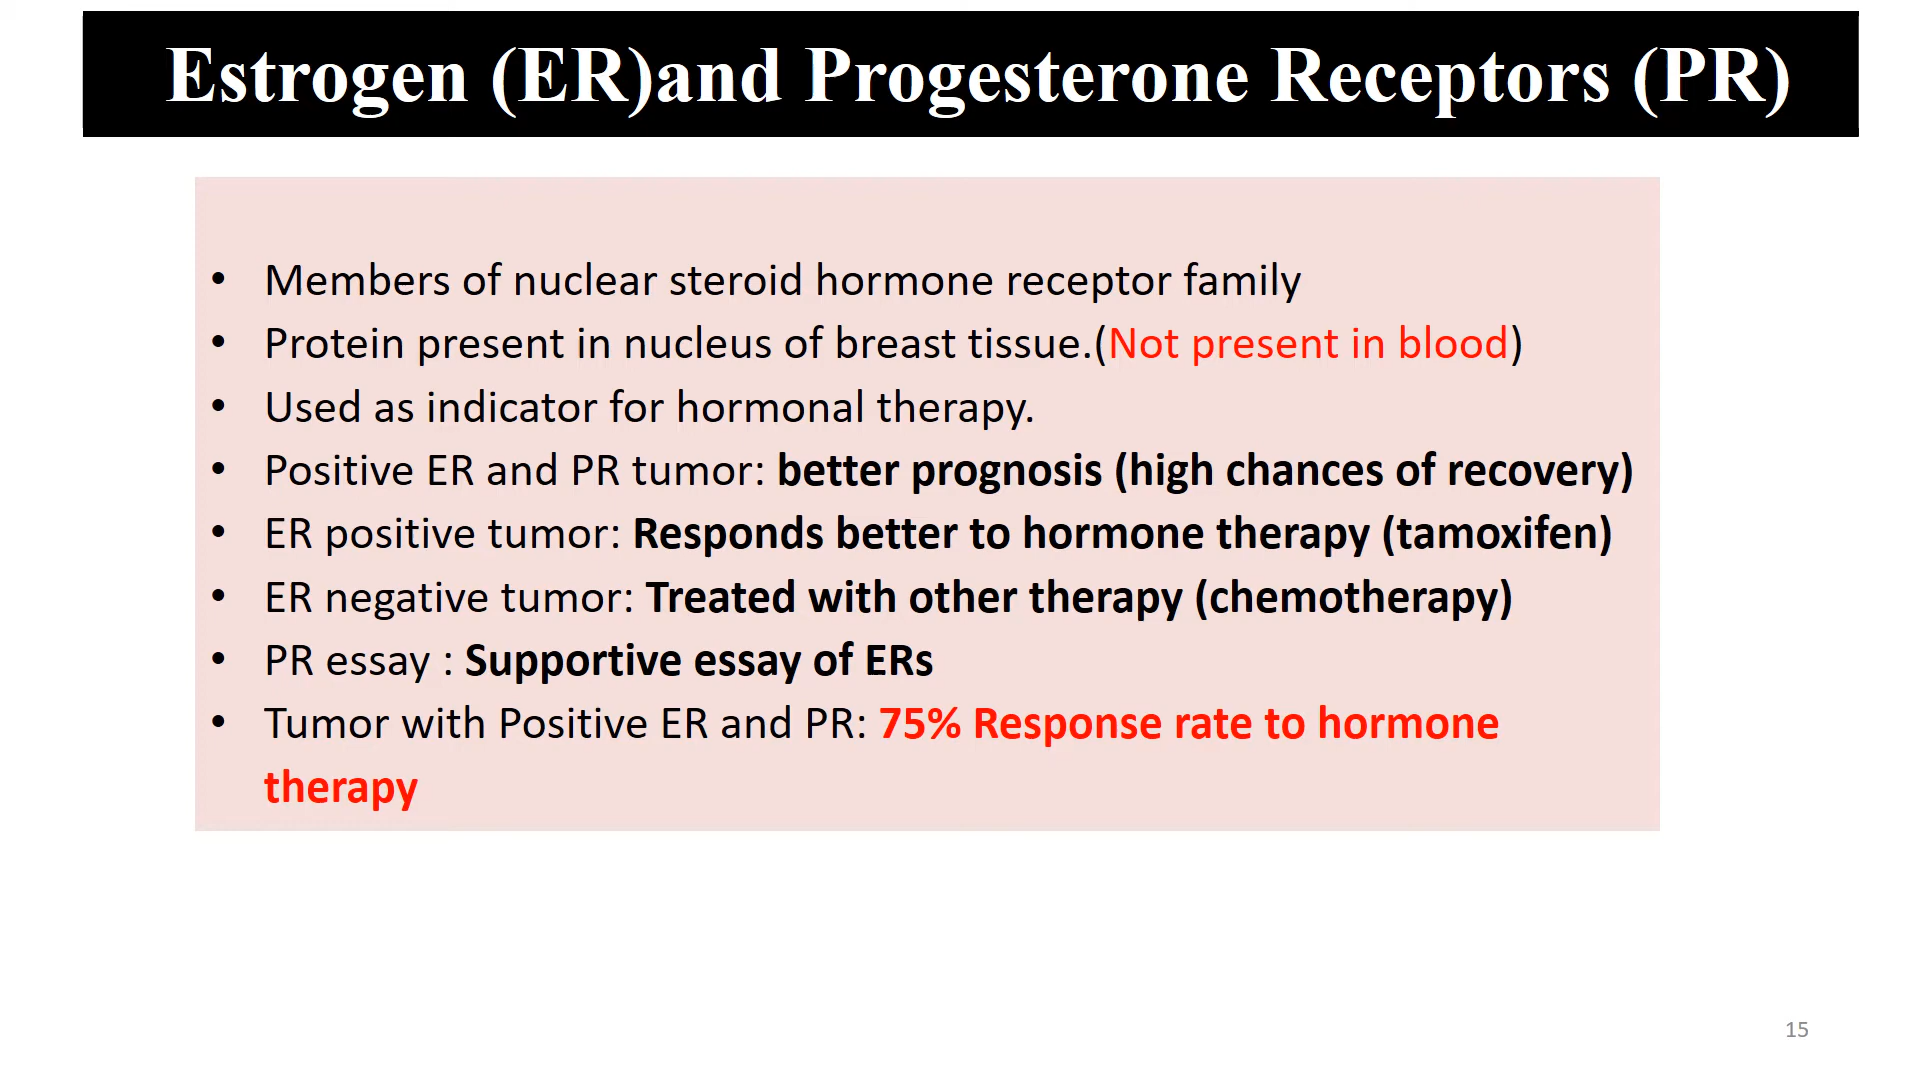 Estrogen (ER)and Progesterone Receptors (PR)
• Members of nuclear steroid hormone receptor family
• Protein present in nucleus of breast tissue.(Not present in blood)
• Used as indicator for hormonal therapy.
• Positive ER and PR tumor: better prognosis (high chances of recovery)
• ER positive tumor: Responds better to hormone therapy (tamoxifen)
• ER negative tumor: Treated with other therapy (chemotherapy)
• PR essay : Supportive essay of ERs
• Tumor with Positive ER and PR: 75% Response rate to hormone
therapy
15